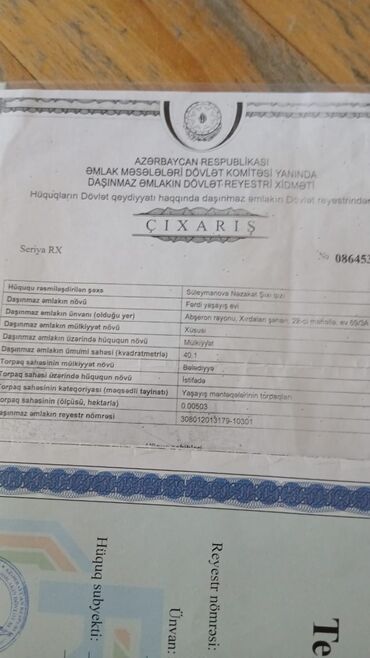 AZƏRBAYCAN RESPUBLİKASI
ƏMLAK MƏSƏLƏLƏRİ DÖVLƏT KOMİTƏSİ YANINDA
DAŞINMAZ ƏMLAKIN DÖVLƏT REYESTRİ XİDMƏTİ
Hüquqların Dövlət qeydiyyatı haqqında daşınmaz əmlakın Dövlət reyestrindən
ÇIXARIŞ
Seriya RX № 086453
Hüququ rəsmiləşdirilən şəxs Süleymanova Nəzakət Şıxı qızı
Daşınmaz əmlakın növü Fərdi yaşayış evi
Daşınmaz əmlakın ünvanı (olduğu yer) Abşeron rayonu, Xırdalan şəhəri, 28-ci məhəllə, ev 69/3A
Daşınmaz əmlakın mülkiyyət növü Xüsusi
Daşınmaz əmlakın üzərində hüququn növü Mülkiyyət
Daşınmaz əmlakın ümumi sahəsi (kvadratmetrlə) 40.1
Torpaq sahəsinin mülkiyyət növü Bələdiyyə
Torpaq sahəsi üzərində hüququn növü İstifadə
Torpaq sahəsinin kateqoriyası (məqsədli təyinatı) Yaşayış məntəqələrinin torpaqları
Torpaq sahəsinin (ölçüsü, hektarla) 0.00503
Daşınmaz əmlakın reyestr nömrəsi 308012013179-10301
Te
Reyestr nömrəsi:
Ünvan:
Hüquq subyekti: